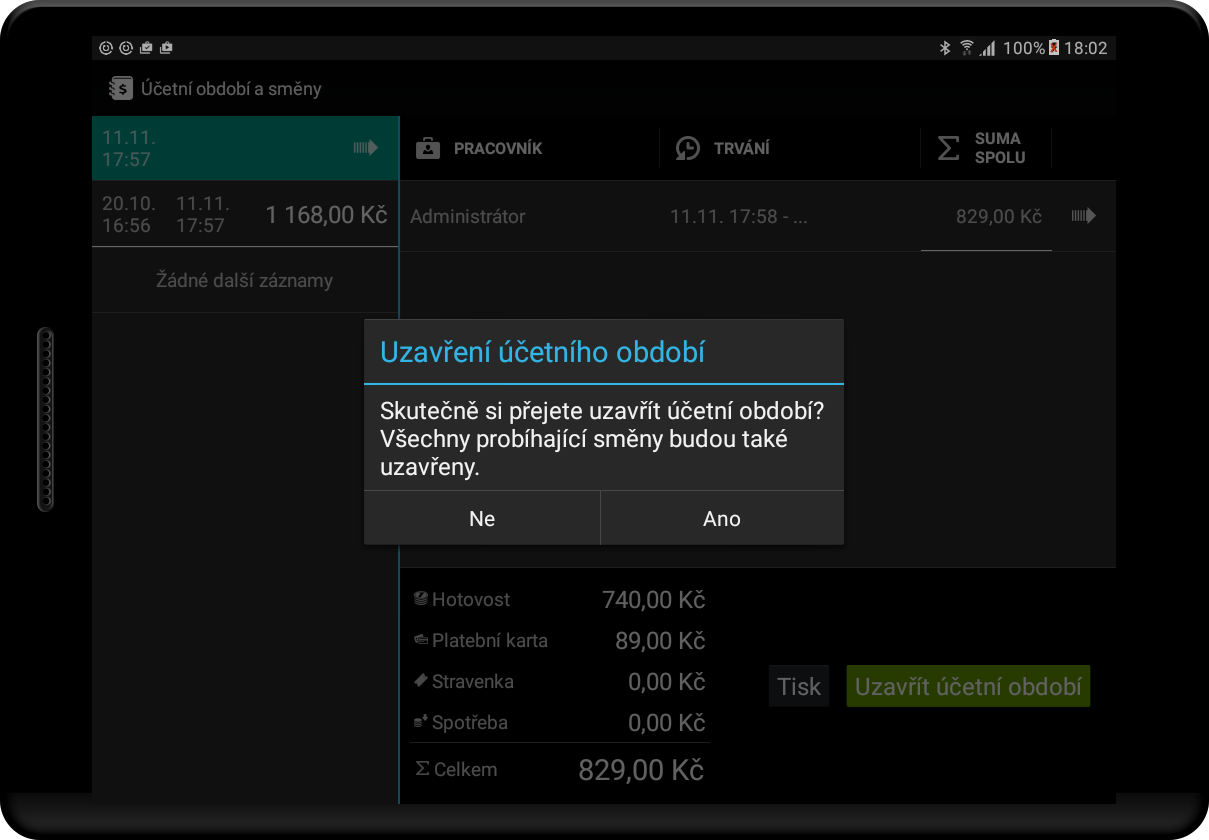 100% 18:02
Účetní období a směny
11.11.
17:57
PRACOVNÍK
TRVÁNÍ
SUMA
SPOLU
20.10.
16:56
11.11.
17:57
1 168,00 Kč
Administrátor
11.11. 17:58 - ...
829,00 Kč
Žádné další záznamy
Uzavření účetního období
Skutečně si přejete uzavřít účetní období?
Všechny probíhající směny budou také
uzavřeny.
Ne
Ano
Hotovost 740,00 Kč
Platební karta 89,00 Kč
Stravenka 0,00 Kč
Spotřeba 0,00 Kč
Celkem 829,00 Kč
Tisk
Uzavřít účetní období